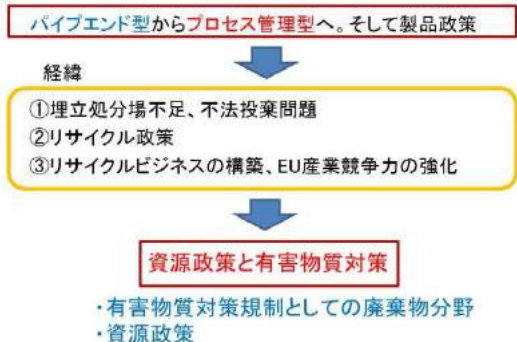 パイプエンド型からプロセス管理型へ。そして製品政策
経緯
①埋立処分場不足、不法投棄問題
②リサイクル政策
③リサイクルビジネスの構築、EU産業競争力の強化
資源政策と有害物質対策
・有害物質対策規制としての廃棄物分野
・資源政策